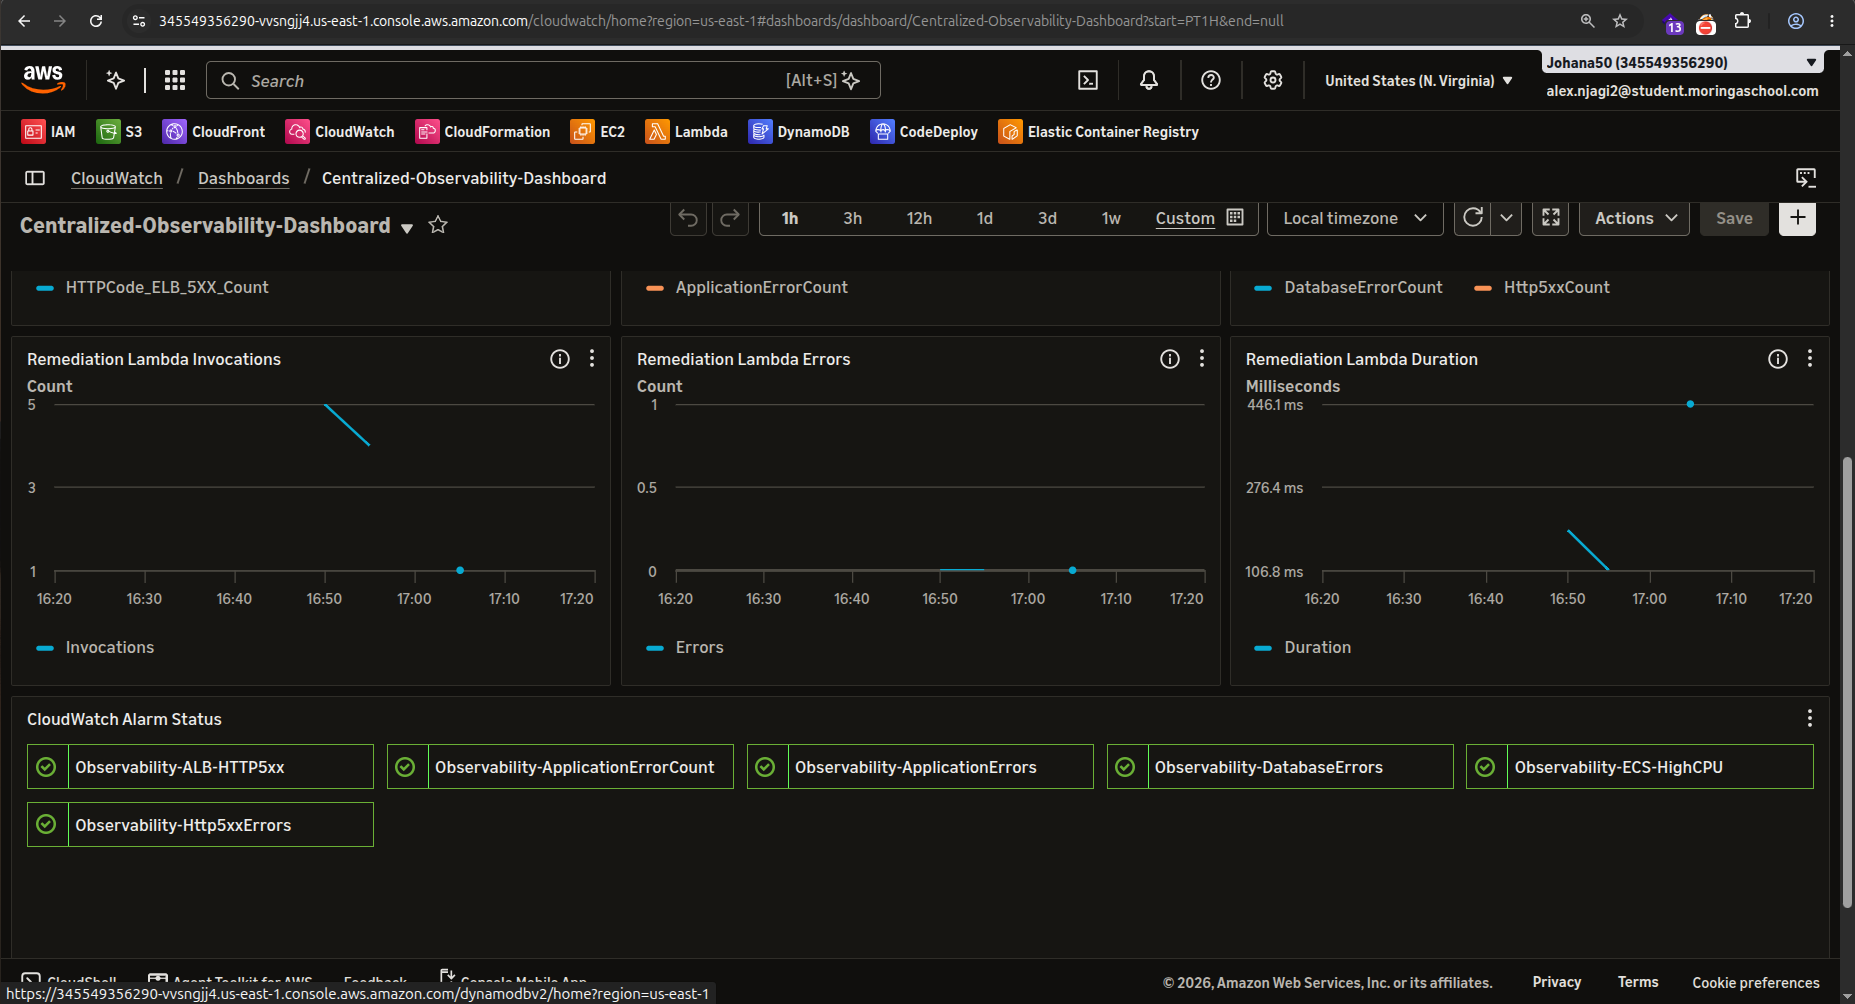 345549356290-vvsngjj4.us-east-1.console.aws.amazon.com/cloudwatch/home?region=us-east-1#dashboards/dashboard/Centralized-Observability-Dashboard?start=PT1H&end=null
13
aws
Search
[Alt+S]
United States (N. Virginia)
Johana50 (345549356290)
alex.njagi2@student.moringaschool.com
IAM S3 CloudFront CloudWatch CloudFormation EC2 Lambda DynamoDB CodeDeploy Elastic Container Registry
CloudWatch / Dashboards / Centralized-Observability-Dashboard
Centralized-Observability-Dashboard
1h 3h 12h 1d 3d 1w Custom Local timezone Actions Save
HTTPCode_ELB_5XX_Count
ApplicationErrorCount
DatabaseErrorCount Http5xxCount
Remediation Lambda Invocations
Count
5
3
1
16:20 16:30 16:40 16:50 17:00 17:10 17:20
Invocations
Remediation Lambda Errors
Count
1
0.5
0
16:20 16:30 16:40 16:50 17:00 17:10 17:20
Errors
Remediation Lambda Duration
Milliseconds
446.1 ms
276.4 ms
106.8 ms
16:20 16:30 16:40 16:50 17:00 17:10 17:20
Duration
CloudWatch Alarm Status
Observability-ALB-HTTP5xx
Observability-ApplicationErrorCount
Observability-ApplicationErrors
Observability-DatabaseErrors
Observability-ECS-HighCPU
Observability-Http5xxErrors
CloudShell Agent Toolkit for AWS Feedback Console Mobile App
© 2026, Amazon Web Services, Inc. or its affiliates. Privacy Terms Cookie preferences
https://345549356290-vvsngjj4.us-east-1.console.aws.amazon.com/dynamodbv2/home?region=us-east-1